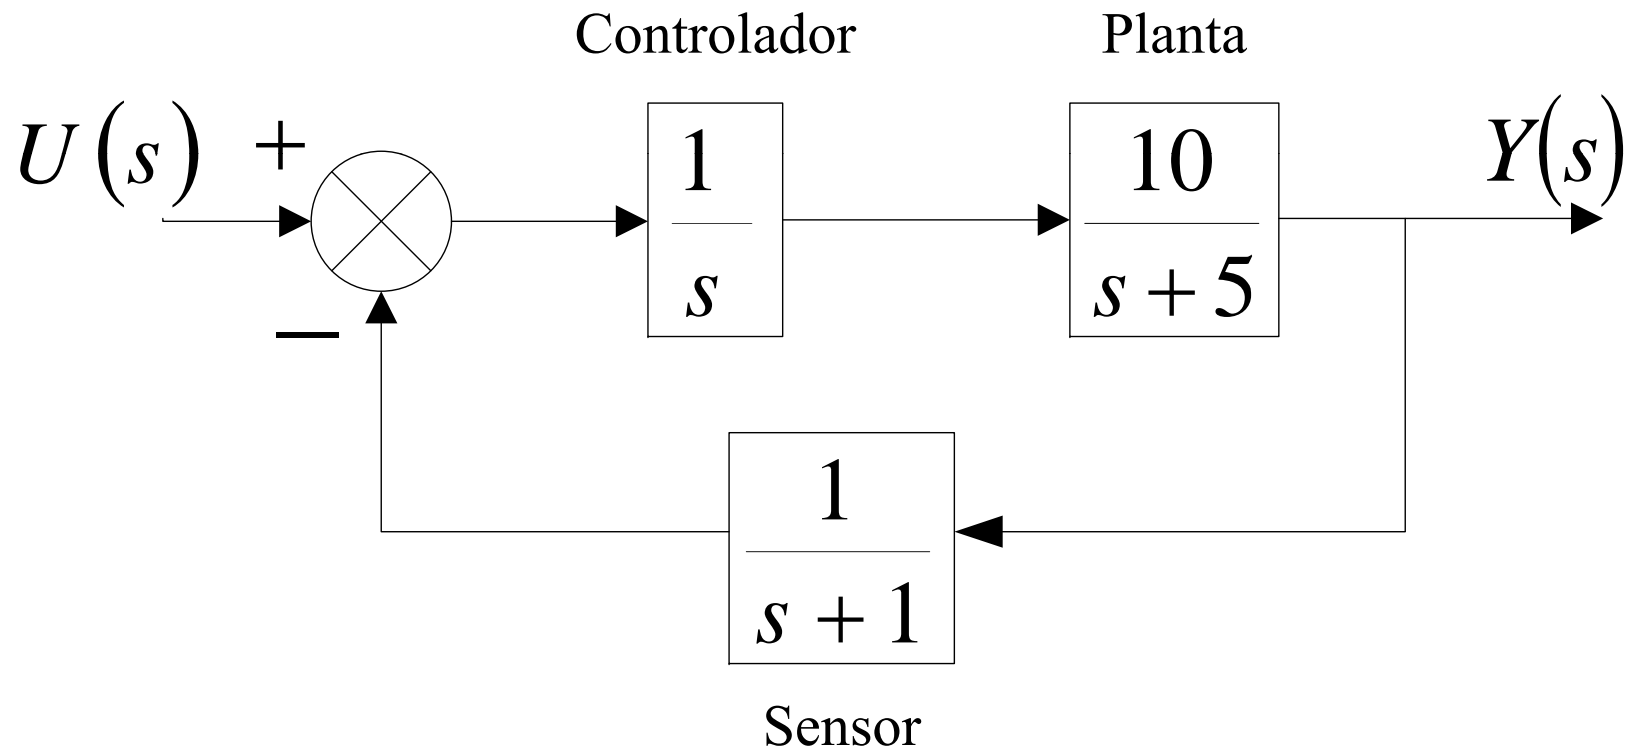 Controlador
Planta
U(s)
+
1
s
10
s + 5
Y(s)
−
1
s + 1
Sensor